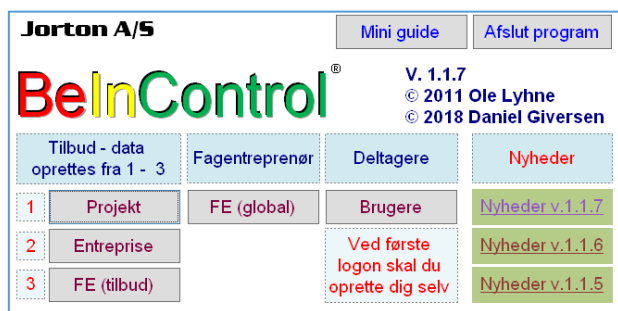 Jorton A/S
Mini guide
Afslut program
BeInControl®
V. 1.1.7
© 2011 Ole Lyhne
© 2018 Daniel Giversen
Tilbud - data
oprettes fra 1 - 3
Fagentreprenør
Deltagere
Nyheder
1 Projekt
FE (global)
Brugere
Nyheder v.1.1.7
2 Entreprise
Ved første
logon skal du
oprette dig selv
Nyheder v.1.1.6
3 FE (tilbud)
Nyheder v.1.1.5